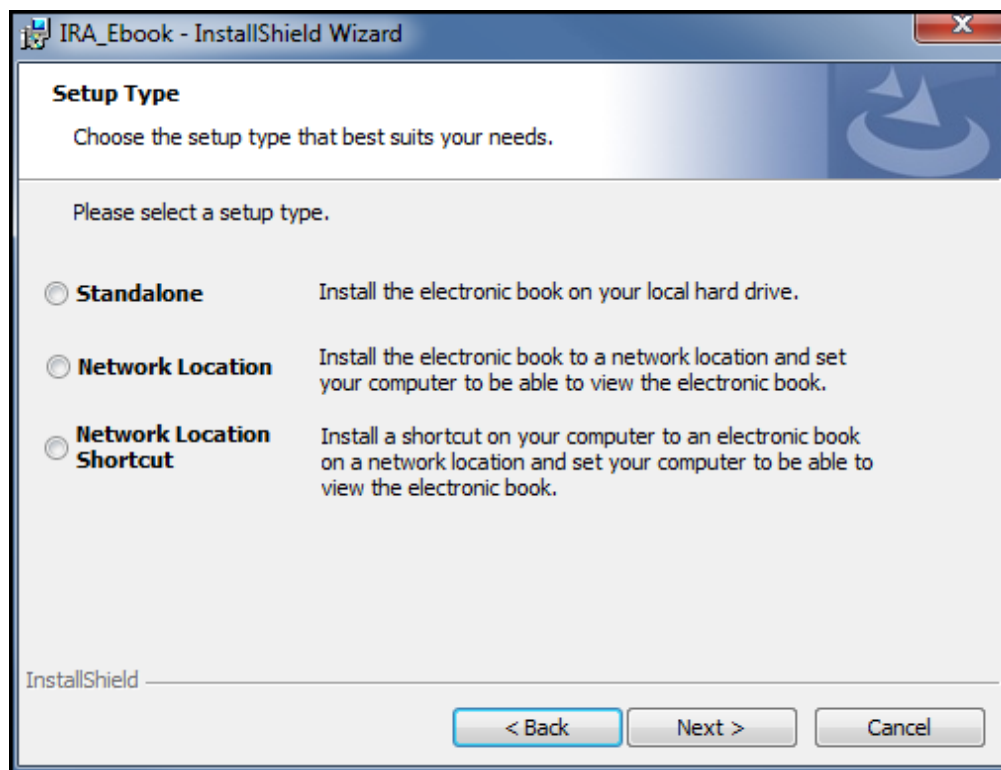 IRA_Ebook - InstallShield Wizard
Setup Type
Choose the setup type that best suits your needs.
Please select a setup type.
Standalone
Install the electronic book on your local hard drive.
Network Location
Install the electronic book to a network location and set
your computer to be able to view the electronic book.
Network Location
Shortcut
Install a shortcut on your computer to an electronic book
on a network location and set your computer to be able to
view the electronic book.
InstallShield
< Back
Next >
Cancel